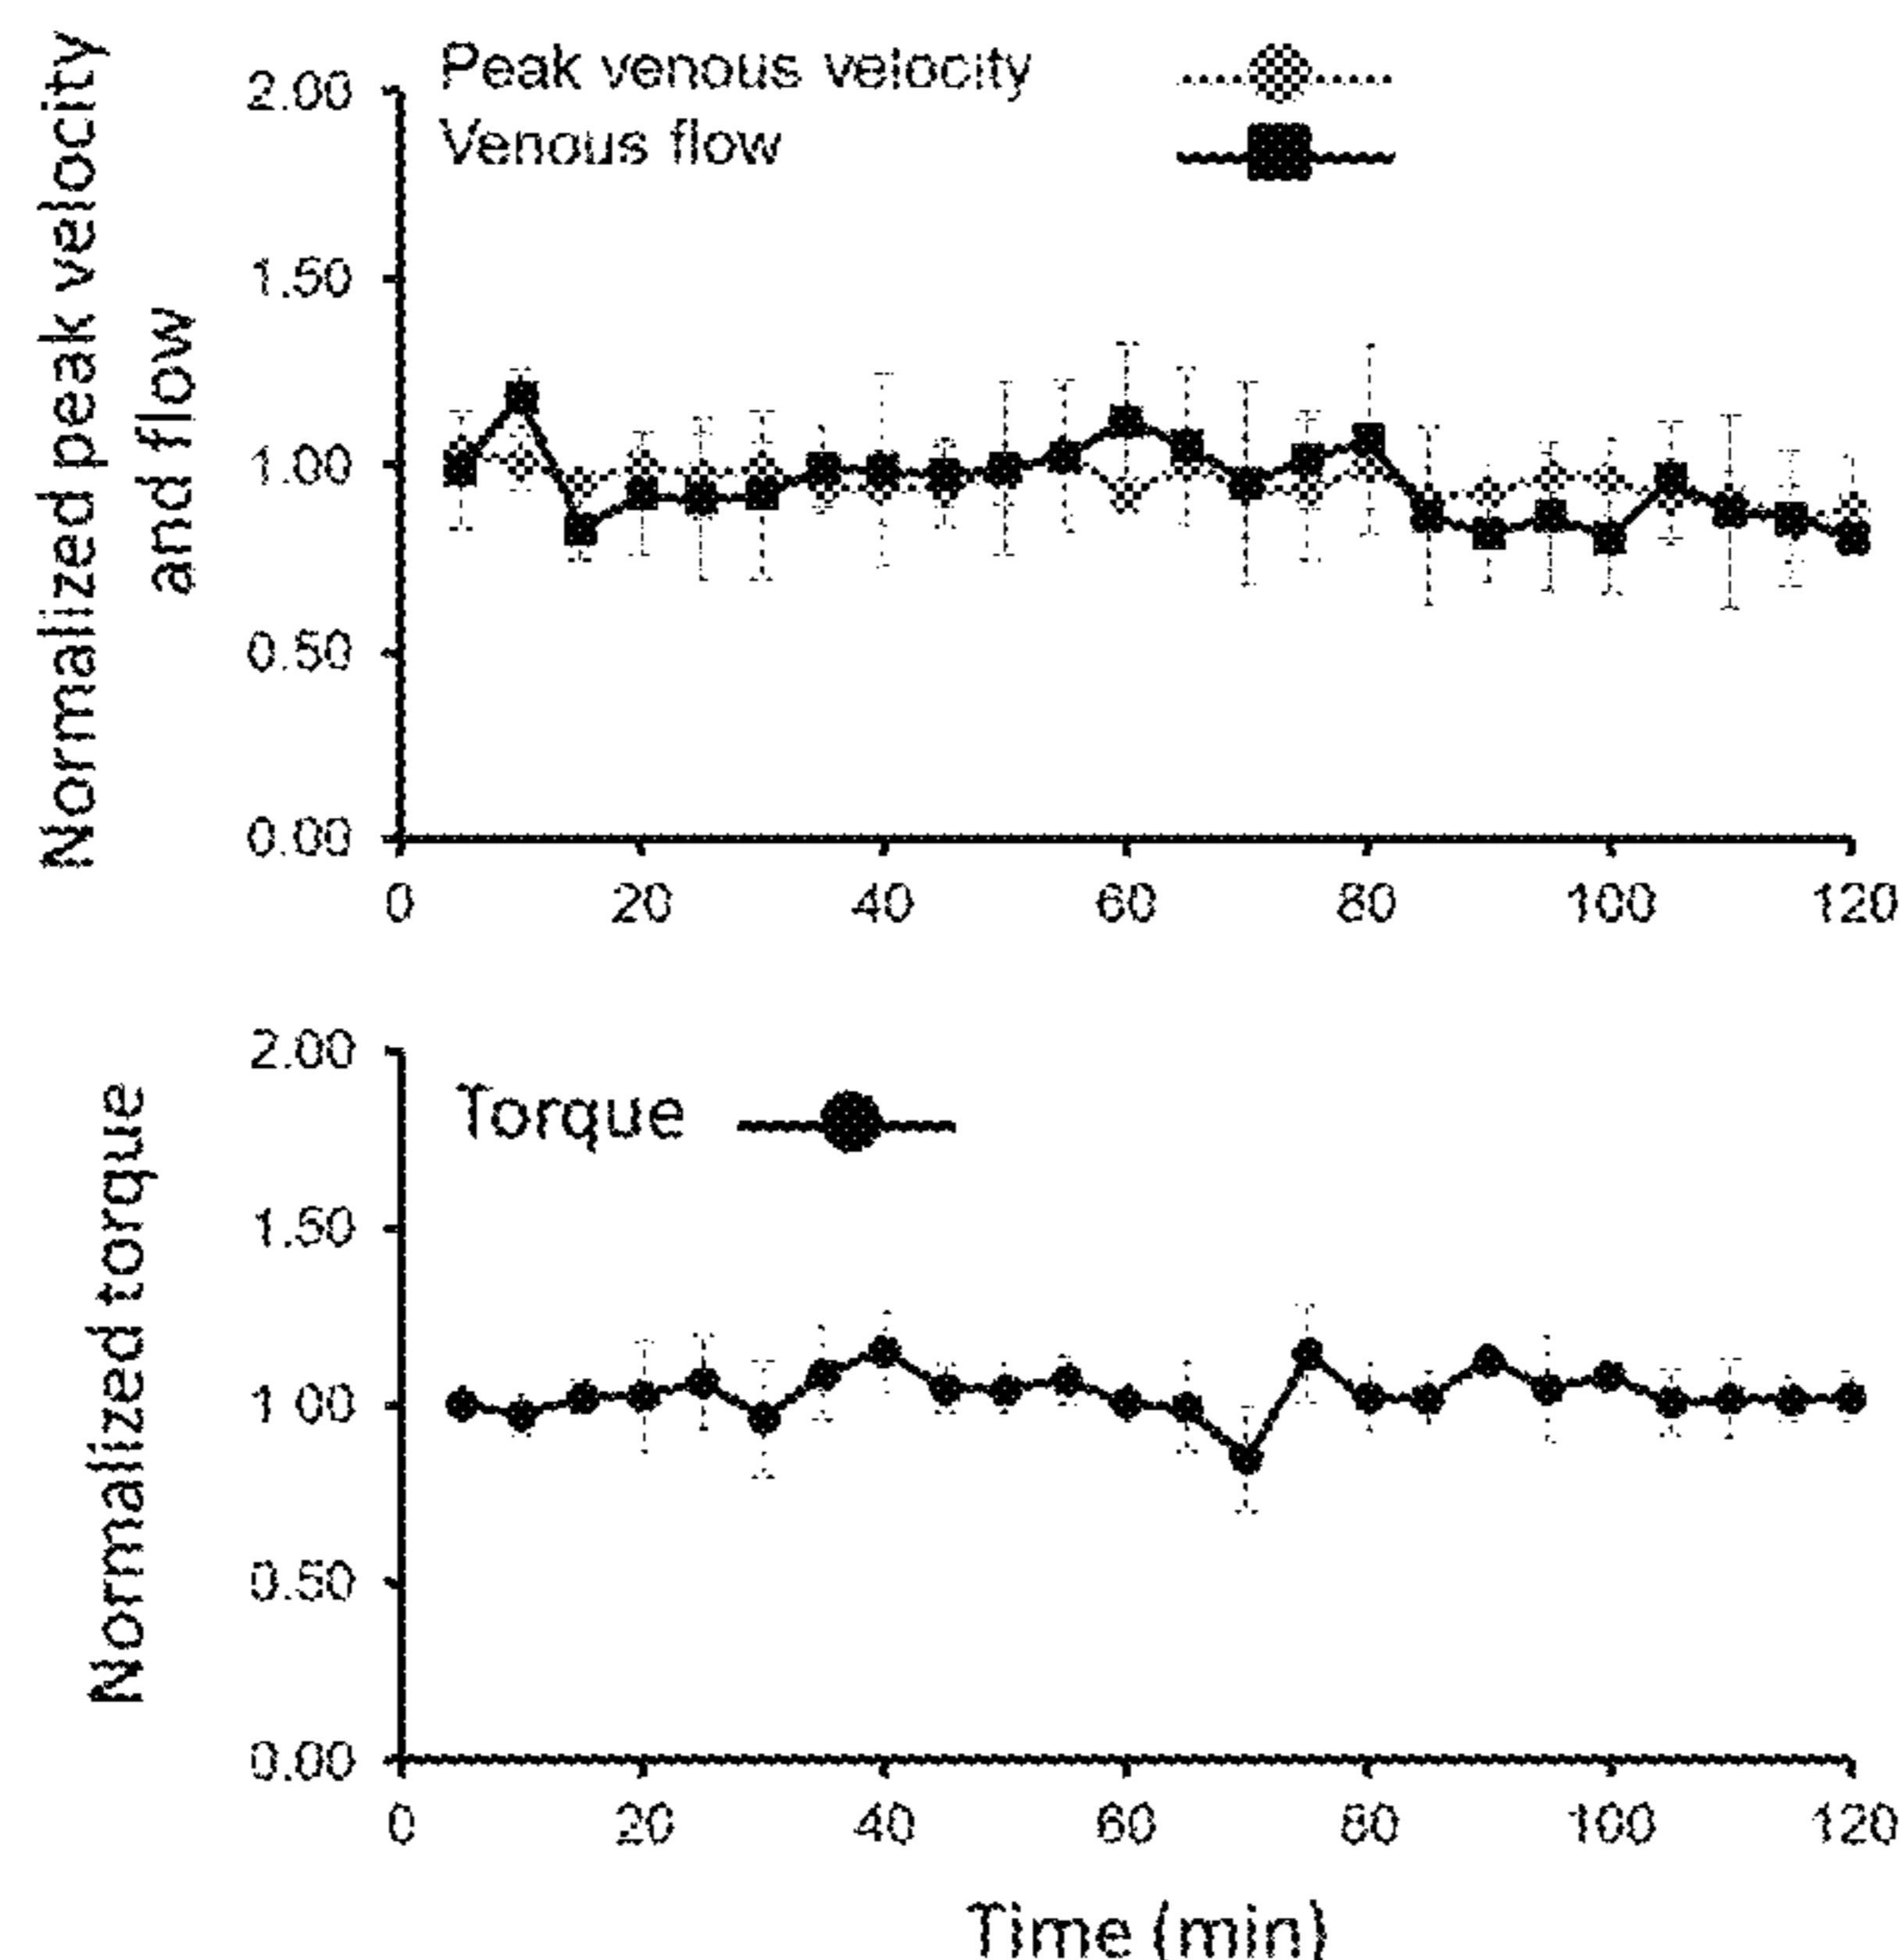 Normalized peak velocity
and flow
Peak venous velocity
Venous flow
2.00
1.50
1.00
0.50
0.00
0 20 40 60 80 100 120
Normalized torque
Torque
2.00
1.50
1.00
0.50
0.00
0 20 40 60 80 100 120
Time (min)